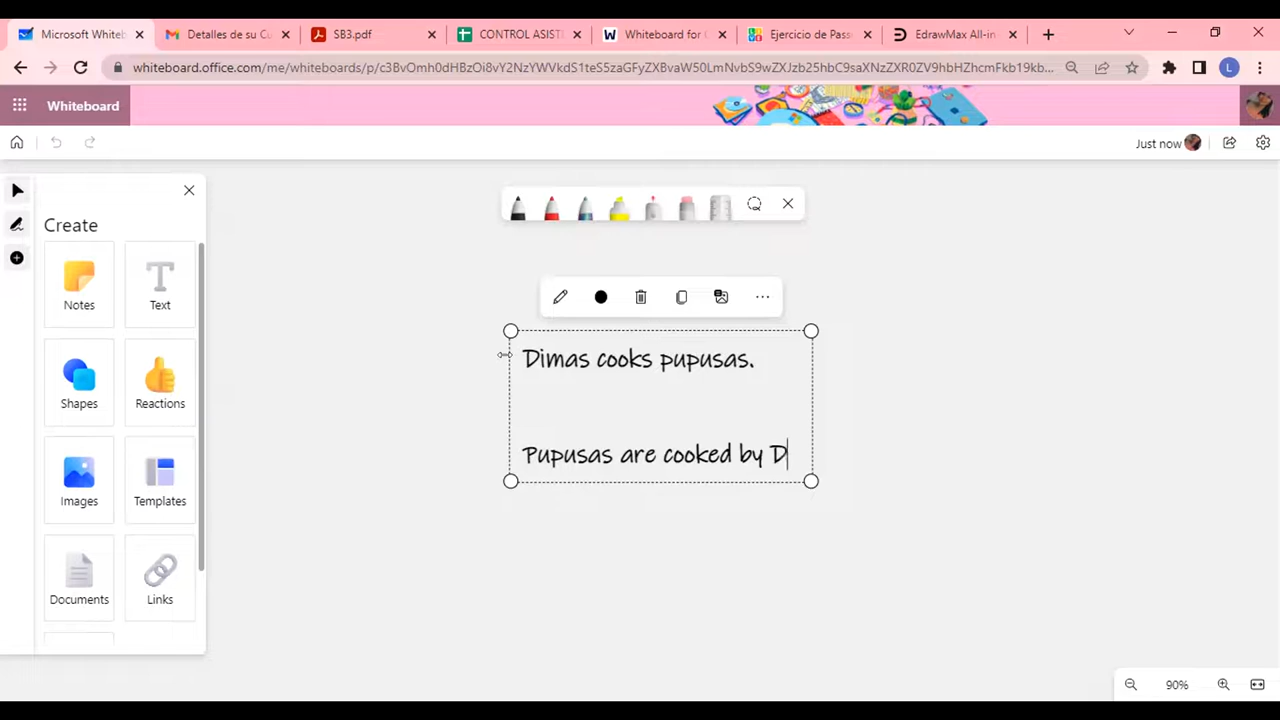 Microsoft Whiteb
Detalles de su Cu
SB3.pdf
CONTROL ASIST
Whiteboard for C
Ejercicio de Pass
EdrawMax All-in
whiteboard.office.com/me/whiteboards/p/
Whiteboard
Just now
Create
Notes
Text
Shapes
Reactions
Images
Templates
Documents
Links
Dimas cooks pupusas.
Pupusas are cooked by D
90%
L